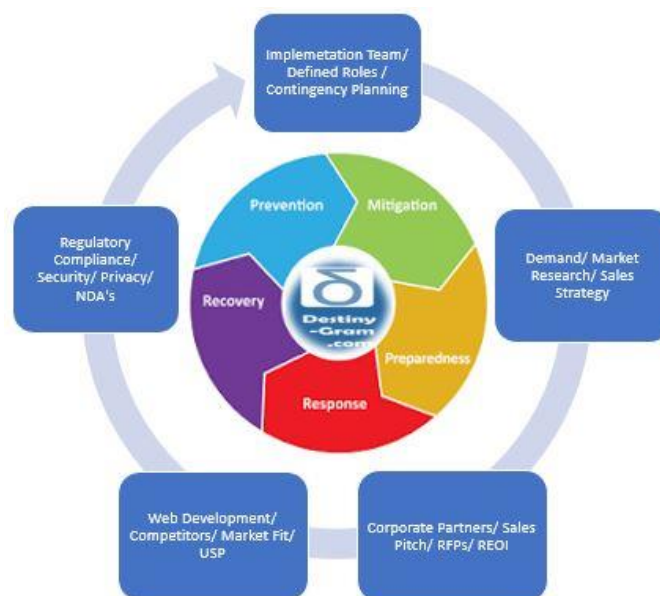 Implemetation Team/
Defined Roles /
Contingency Planning
Prevention
Mitigation
Regulatory
Compliance/
Security/ Privacy/
NDA's
Demand/ Market
Research/ Sales
Strategy
Recovery
Destiny
-Gram
.com
Preparedness
Response
Web Development/
Competitors/ Market Fit/
USP
Corporate Partners/ Sales
Pitch/ RFPs/ REOI